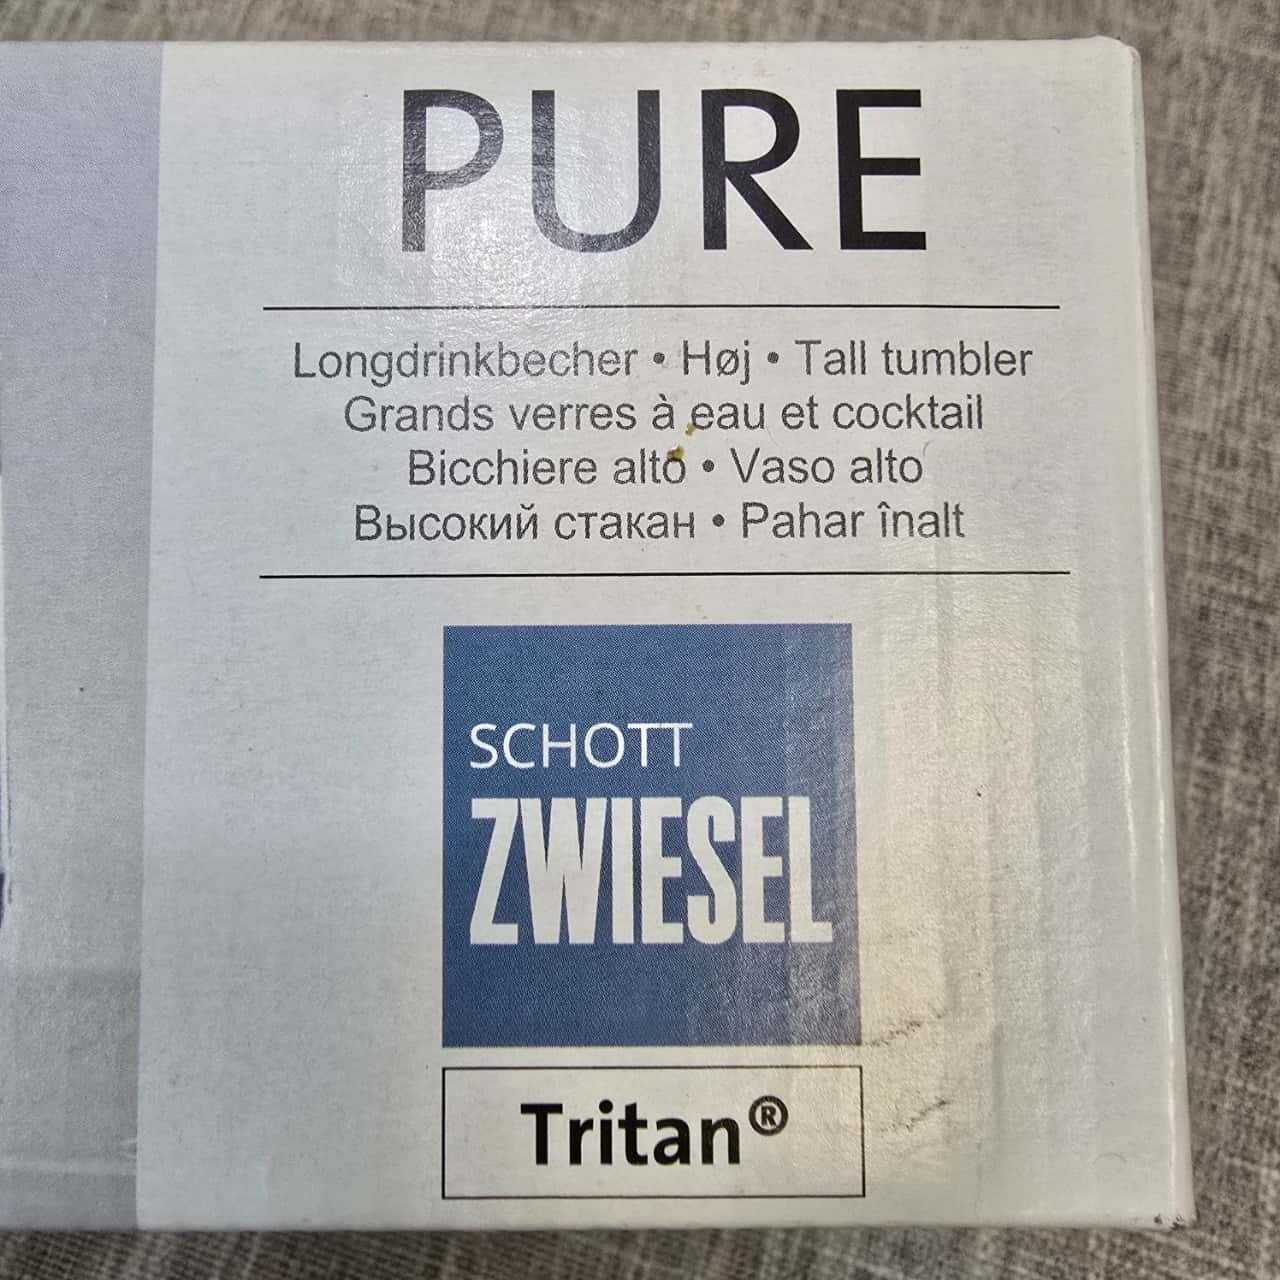 PURE
Longdrinkbecher • Høj • Tall tumbler
Grands verres à eau et cocktail
Bicchiere alto • Vaso alto
Высокий стакан • Pahar înalt
SCHOTT
ZWIESEL
Tritan®